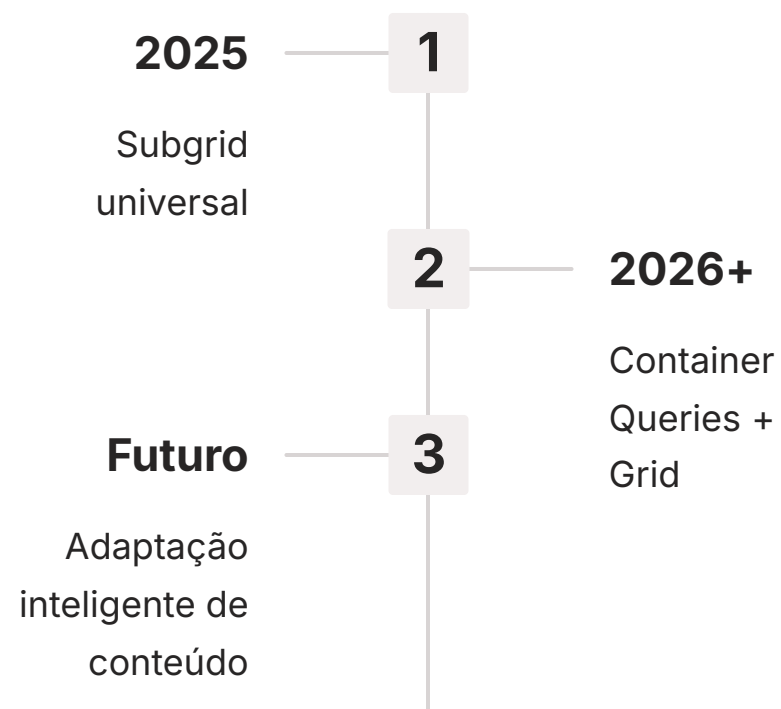 2025
1
Subgrid
universal
2
2026+
Container
Queries +
Grid
Futuro
3
Adaptação
inteligente de
conteúdo